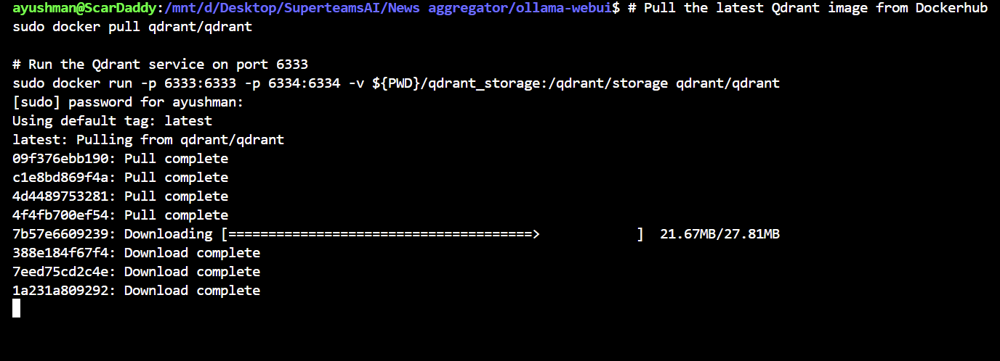 ayushman@ScarDaddy:/mnt/d/Desktop/SuperteamsAI/News aggregator/ollama-webui$ # Pull the latest Qdrant image from Dockerhub
sudo docker pull qdrant/qdrant
# Run the Qdrant service on port 6333
sudo docker run -p 6333:6333 -p 6334:6334 -v ${PWD}/qdrant_storage:/qdrant/storage qdrant/qdrant
[sudo] password for ayushman:
Using default tag: latest
latest: Pulling from qdrant/qdrant
09f376ebb190: Pull complete
c1e8bd869f4a: Pull complete
4d4489753281: Pull complete
4f4fb700ef54: Pull complete
7b57e6609239: Downloading [======================================>            ]  21.67MB/27.81MB
388e184f67f4: Download complete
7eed75cd2c4e: Download complete
1a231a809292: Download complete